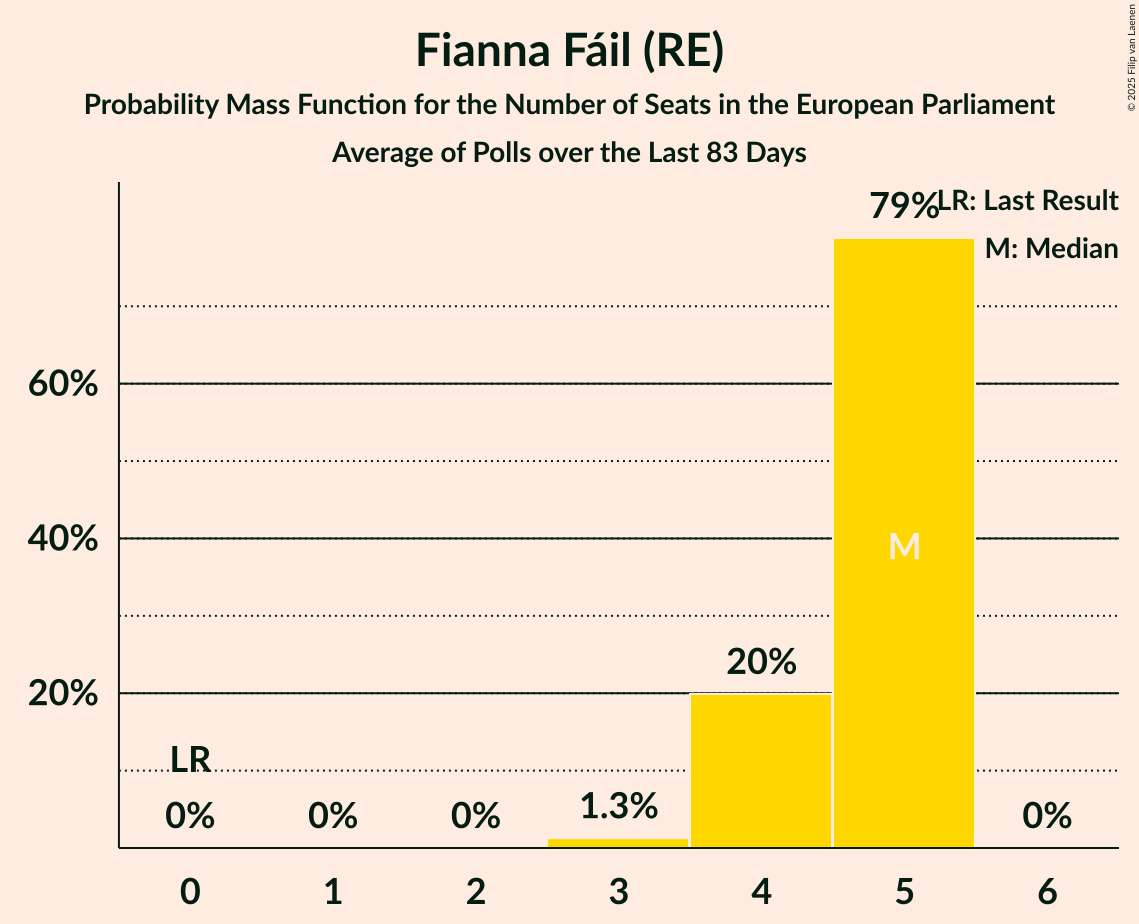 Fianna Fáil (RE)
Probability Mass Function for the Number of Seats in the European Parliament
Average of Polls over the Last 83 Days
© 2025 Filip van Laenen
79%
LR: Last Result
M: Median
60%
40%
M
20%
20%
LR
0%
0%
0%
1.3%
0%
0 1 2 3 4 5 6